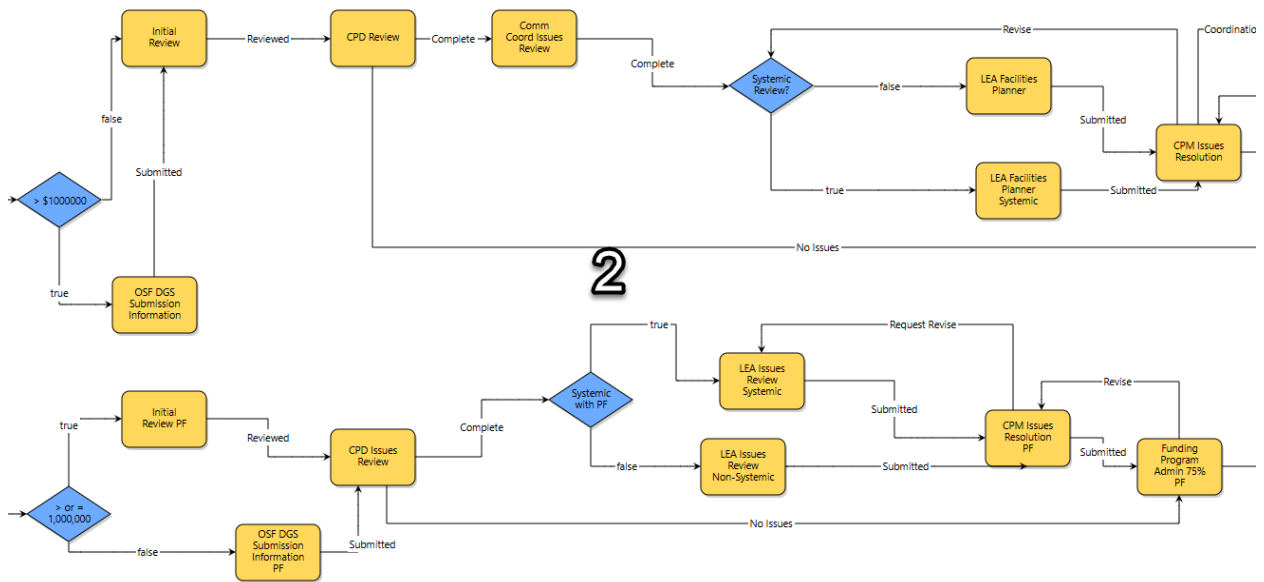 Initial
Review
Reviewed
CPD Review
Complete
Comm
Coord Issues
Review
Complete
Revise
Coordinatio
Systemic
Review?
false
LEA Facilities
Planner
Submitted
CPM Issues
Resolution
false
Submitted
> $1000000
true
LEA Facilities
Planner
Systemic
Submitted
No Issues
2
true
OSF DGS
Submission
Information
true
Request Revise
LEA Issues
Review
Systemic
Submitted
Systemic
with PF
Revise
Initial
Review PF
true
Reviewed
Complete
CPM Issues
Resolution
PF
Submitted
CPD Issues
Review
false
LEA Issues
Review
Non-Systemic
Submitted
Funding
Program
Admin 75%
PF
> or =
1,000,000
No Issues
false
OSF DGS
Submission
Information
PF
Submitted